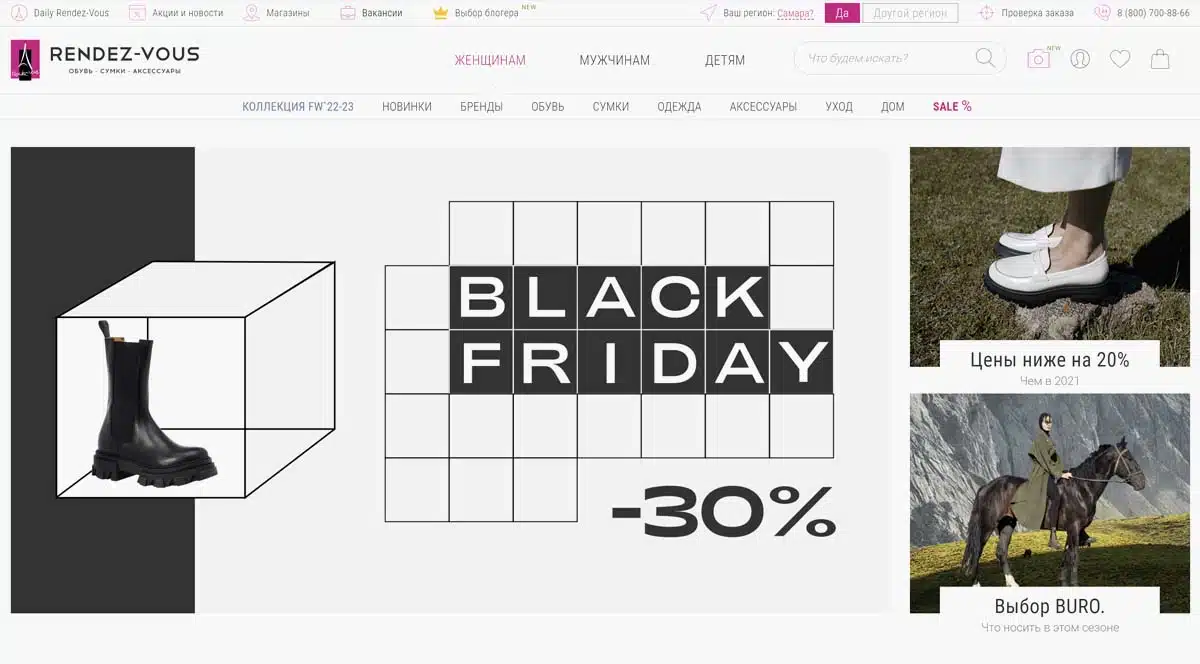 Daily Rendez-Vous
Акции и новости
Магазины
Вакансии
Выбор блогера NEW
Ваш регион: Самара?
Да
Другой регион
Проверка заказа
8 (800) 700-88-66
RENDEZ-VOUS
ОБУВЬ · СУМКИ · АКСЕССУАРЫ
ЖЕНЩИНАМ
МУЖЧИНАМ
ДЕТЯМ
Что будем искать?
NEW
КОЛЛЕКЦИЯ FW`22-23
НОВИНКИ
БРЕНДЫ
ОБУВЬ
СУМКИ
ОДЕЖДА
АКСЕССУАРЫ
УХОД
ДОМ
SALE %
BLACK
FRIDAY
-30%
Цены ниже на 20%
Чем в 2021
Выбор BURO.
Что носить в этом сезоне